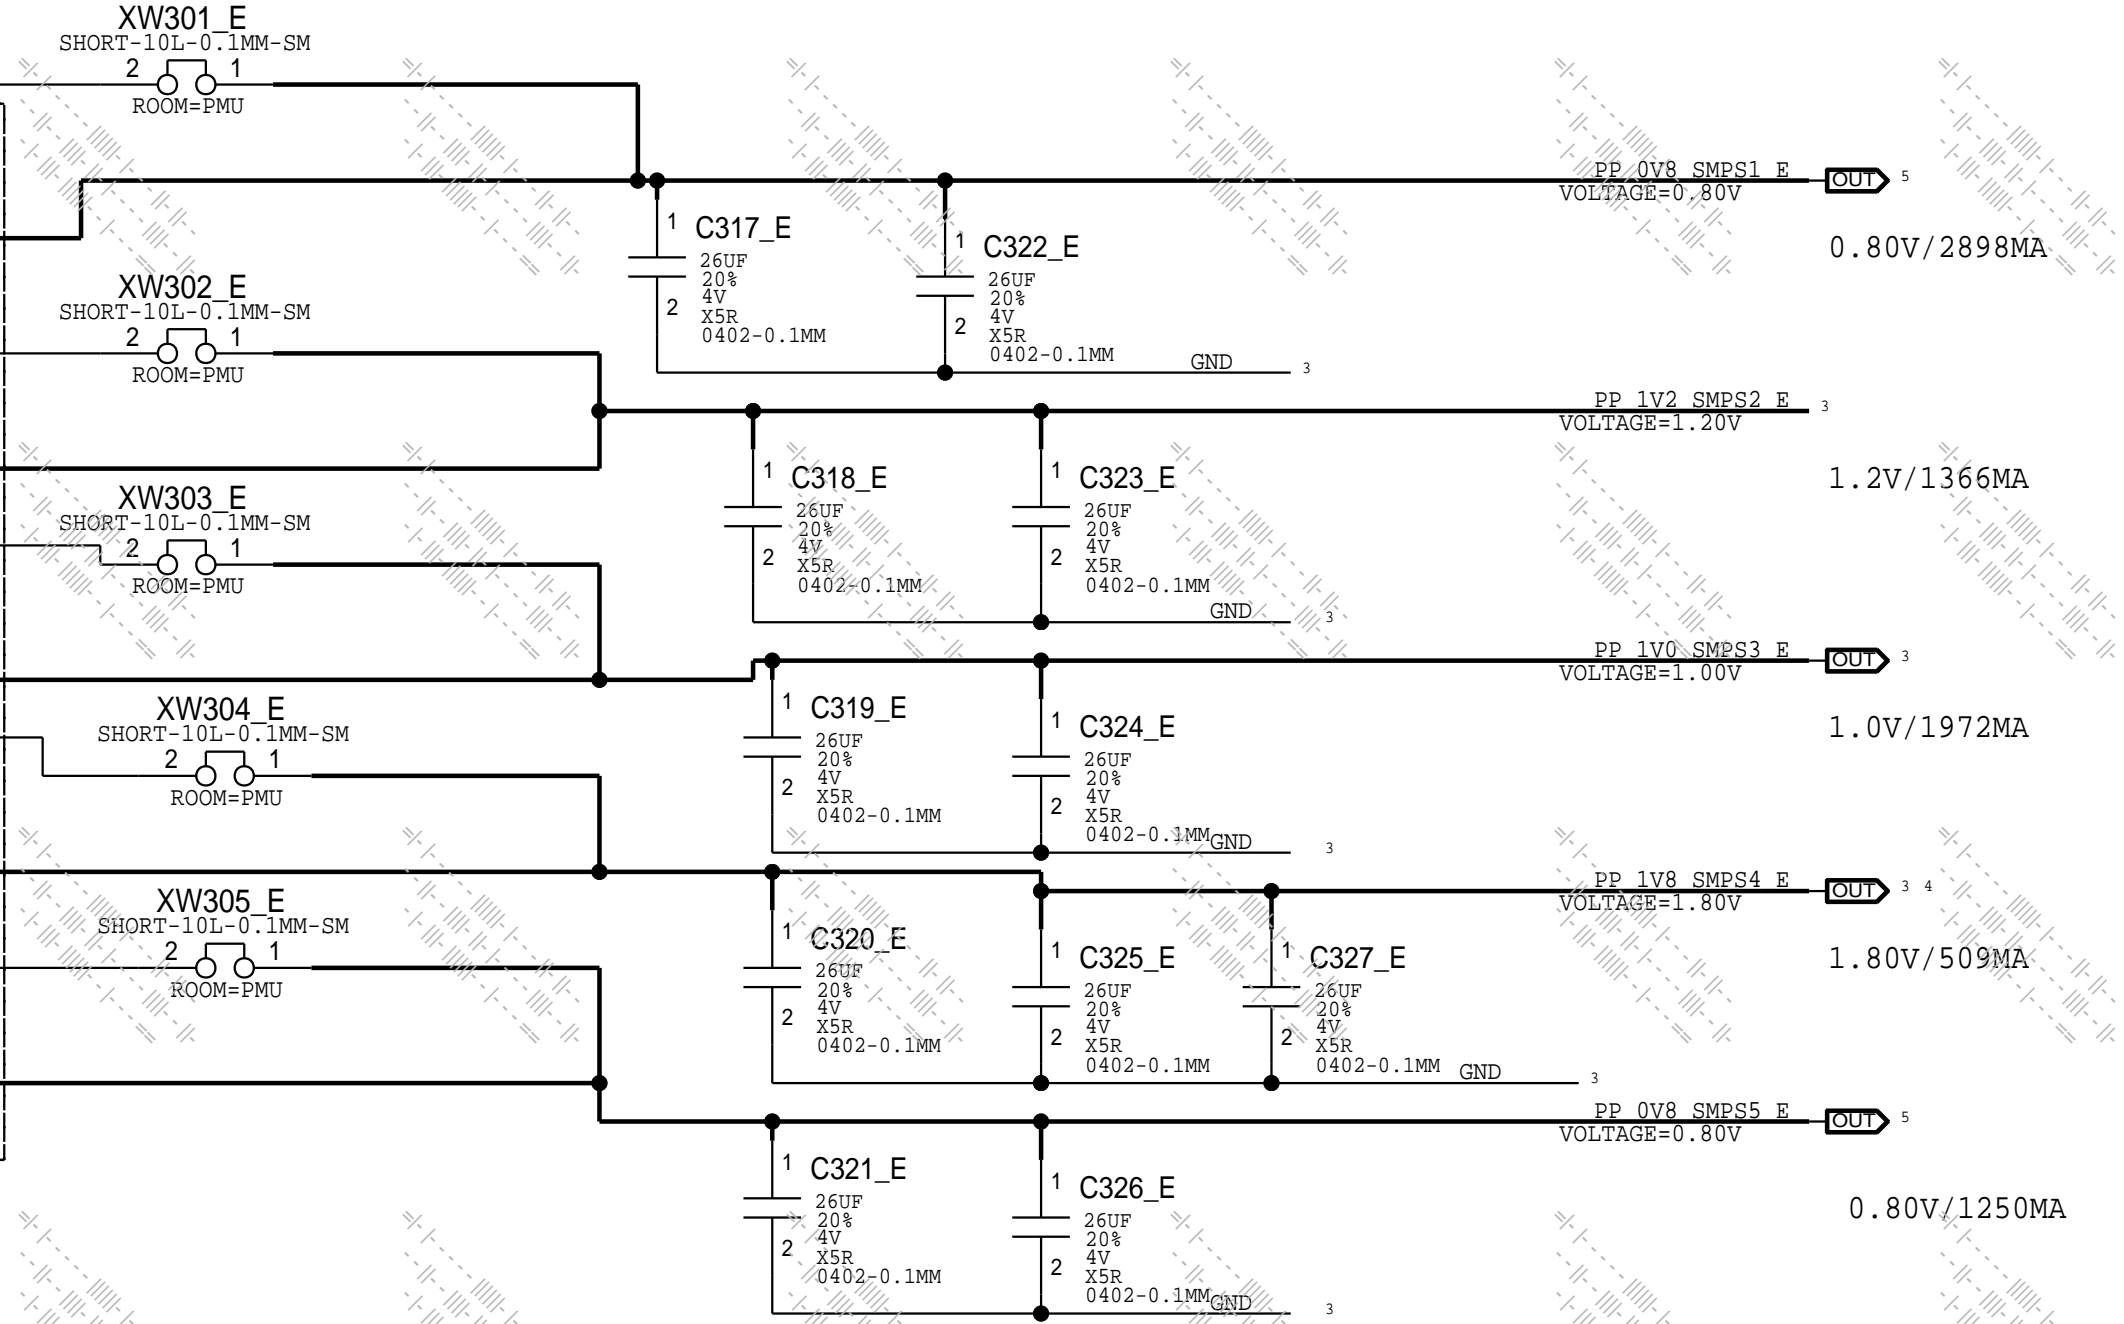 XW301_E
SHORT-10L-0.1MM-SM
2 1
ROOM=PMU
PP_0V8_SMPS1_E
VOLTAGE=0.80V
OUT 5
0.80V/2898MA
1 C317_E
26UF
20%
4V
X5R
2
0402-0.1MM
1 C322_E
26UF
20%
4V
X5R
2
0402-0.1MM
GND 3
XW302_E
SHORT-10L-0.1MM-SM
2 1
ROOM=PMU
PP_1V2_SMPS2_E 3
VOLTAGE=1.20V
1.2V/1366MA
1 C318_E
26UF
20%
4V
2 X5R
0402-0.1MM
1 C323_E
26UF
20%
4V
2 X5R
0402-0.1MM
GND 3
XW303_E
SHORT-10L-0.1MM-SM
2 1
ROOM=PMU
PP_1V0_SMPS3_E
VOLTAGE=1.00V
OUT 3
1.0V/1972MA
1 C319_E
26UF
20%
4V
2 X5R
0402-0.1MM
1 C324_E
26UF
20%
4V
2 X5R
0402-0.1MM
GND 3
XW304_E
SHORT-10L-0.1MM-SM
2 1
ROOM=PMU
PP_1V8_SMPS4_E
VOLTAGE=1.80V
OUT 3 4
1.80V/509MA
1 C320_E
26UF
20%
4V
2 X5R
0402-0.1MM
1 C325_E
26UF
20%
4V
2 X5R
0402-0.1MM
1 C327_E
26UF
20%
4V
2 X5R
0402-0.1MM
GND 3
XW305_E
SHORT-10L-0.1MM-SM
2 1
ROOM=PMU
PP_0V8_SMPS5_E
VOLTAGE=0.80V
OUT 5
0.80V/1250MA
1 C321_E
26UF
20%
4V
2 X5R
0402-0.1MM
1 C326_E
26UF
20%
4V
2 X5R
0402-0.1MM
GND 3